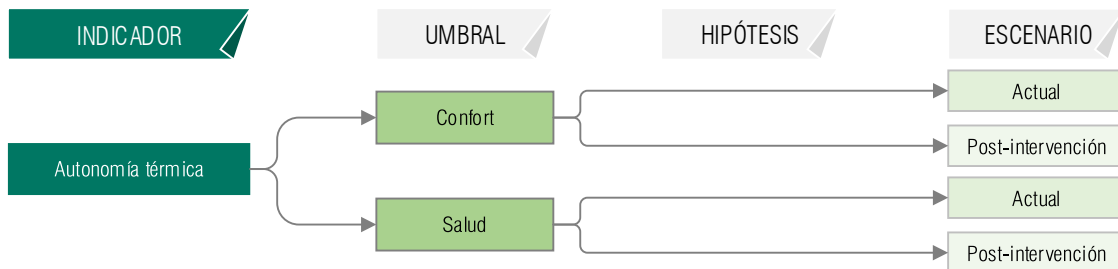 INDICADOR
UMBRAL
HIPÓTESIS
ESCENARIO
Autonomía térmica
Confort
Actual
Post-intervención
Salud
Actual
Post-intervención